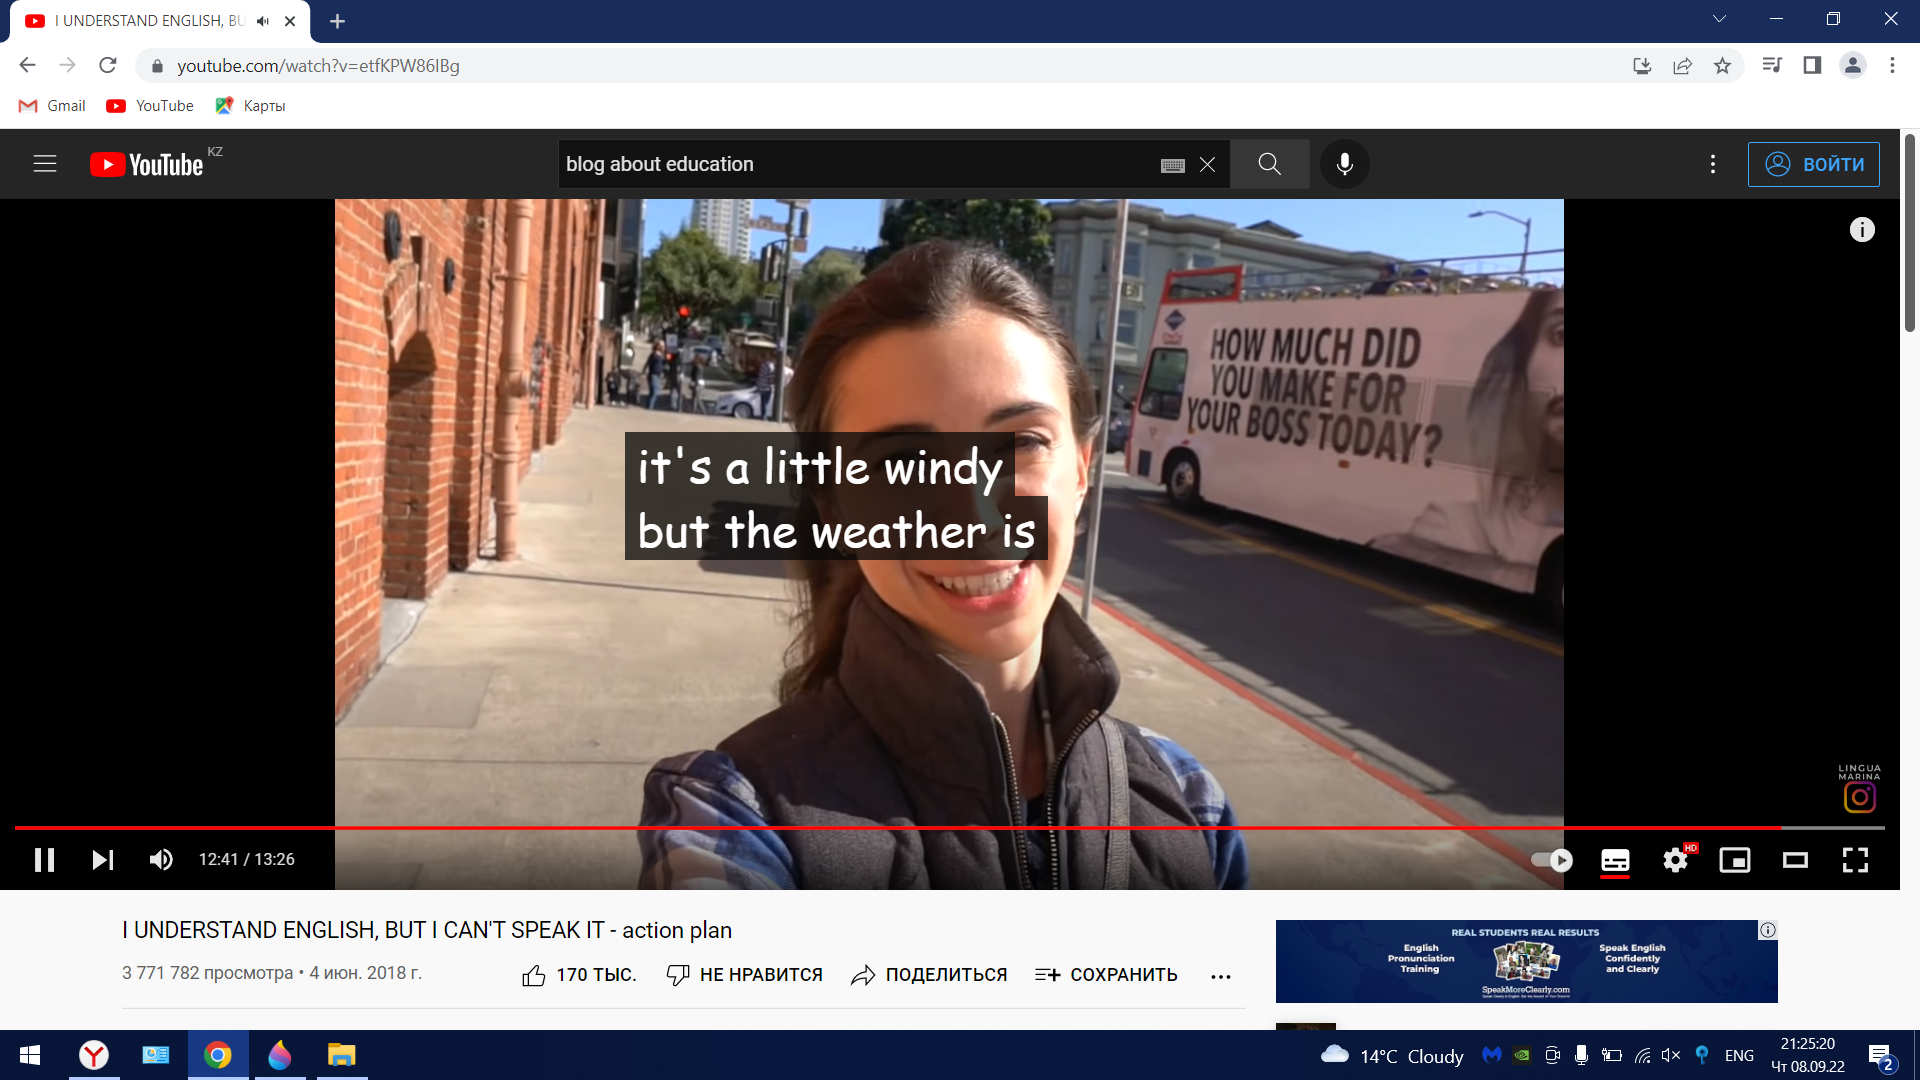 I UNDERSTAND ENGLISH, BU
youtube.com/watch?v=etfKPW86IBg
Gmail YouTube Карты
YouTube KZ
blog about education
ВОЙТИ
HOW MUCH DID
YOU MAKE FOR
YOUR BOSS TODAY?
it's a little windy
but the weather is
LINGUA
MARINA
12:41 / 13:26
HD
I UNDERSTAND ENGLISH, BUT I CAN'T SPEAK IT - action plan
3 771 782 просмотра • 4 июн. 2018 г.
170 ТЫС. НЕ НРАВИТСЯ ПОДЕЛИТЬСЯ СОХРАНИТЬ
REAL STUDENTS REAL RESULTS
English
Pronunciation
Training
Speak English
Confidently
and Clearly
SpeakMoreClearly.com
14°C Cloudy
ENG
21:25:20
Чт 08.09.22
2